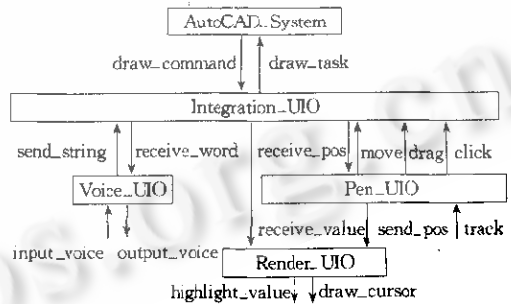 AutoCAD_System
draw_command draw_task
Integration_UIO
send_string receive_word receive_pos move drag click
Voice_UIO Pen_UIO
input_voice output_voice receive_value send_pos track
Render_UIO
highlight_value draw_cursor